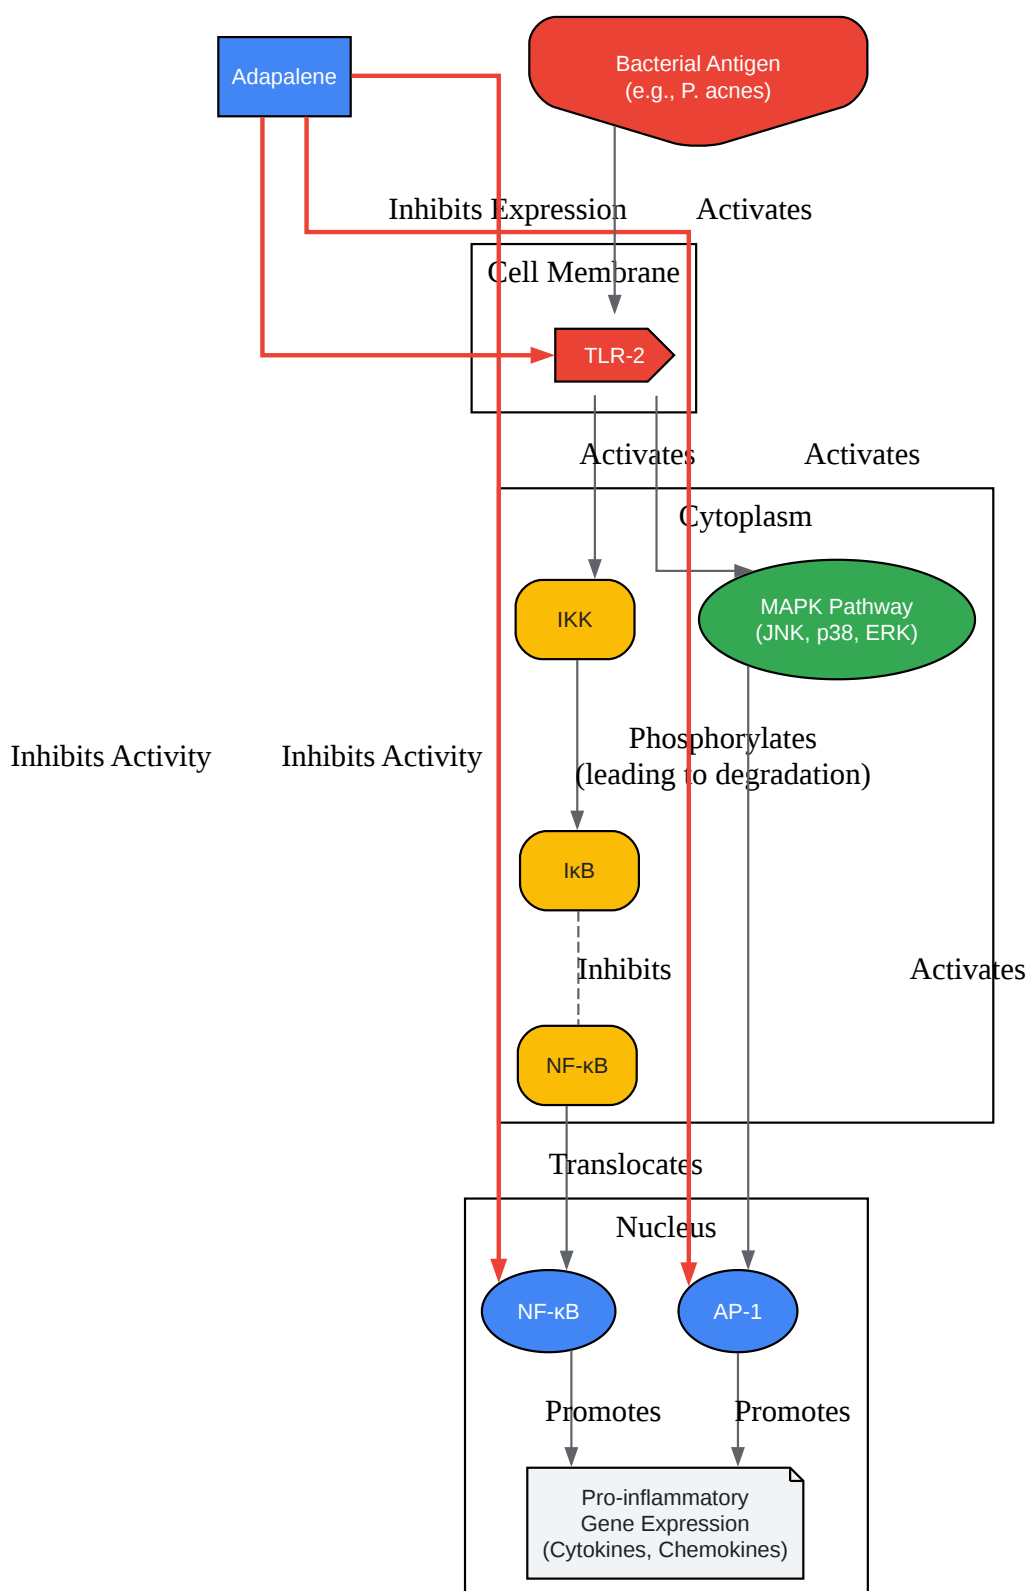 Adapalene
Bacterial Antigen
(e.g., P. acnes)
Inhibits Expression
Activates
Cell Membrane
TLR-2
Activates
Activates
Cytoplasm
IKK
MAPK Pathway
(JNK, p38, ERK)
Inhibits Activity
Inhibits Activity
Phosphorylates
(leading to degradation)
IκB
Inhibits
Activates
NF-κB
Translocates
Nucleus
NF-κB
AP-1
Promotes
Promotes
Pro-inflammatory
Gene Expression
(Cytokines, Chemokines)